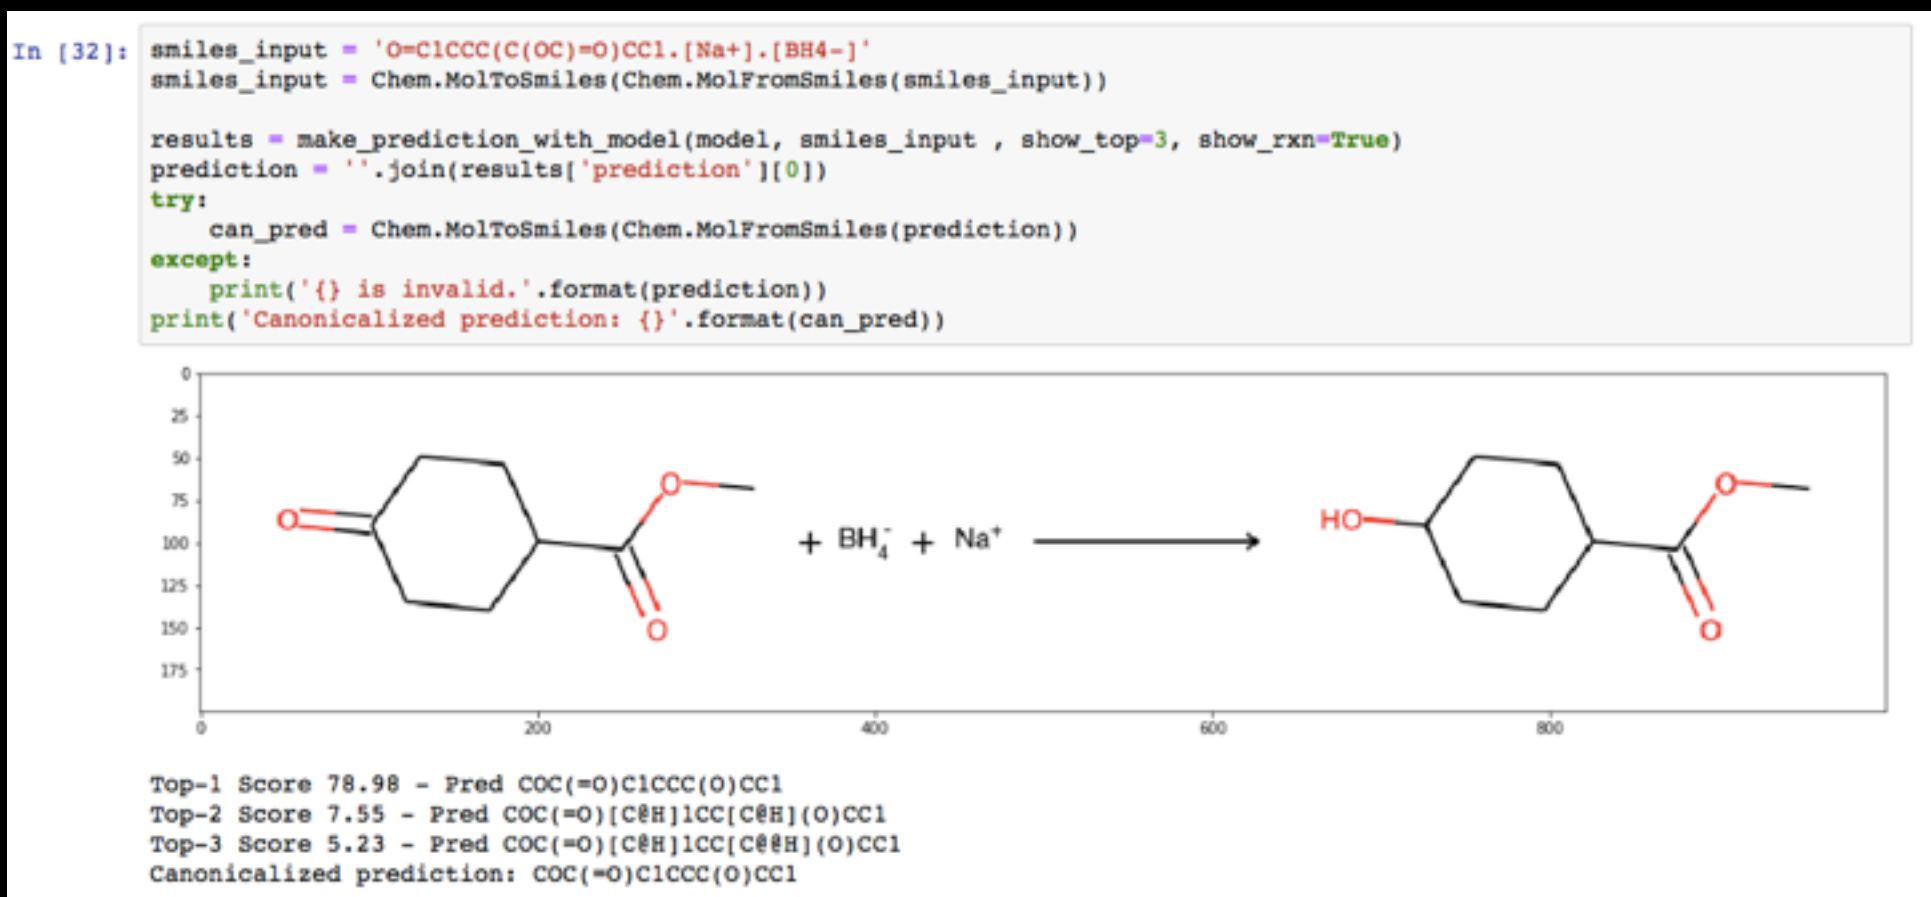 In [32]: smiles_input = 'O=C1CCC(C(OC)=O)CC1.[Na+].[BH4-]'
smiles_input = Chem.MolToSmiles(Chem.MolFromSmiles(smiles_input))
results = make_prediction_with_model(model, smiles_input , show_top=3, show_rxn=True)
prediction = ''.join(results['prediction'][0])
try:
    can_pred = Chem.MolToSmiles(Chem.MolFromSmiles(prediction))
except:
    print('{} is invalid.'.format(prediction))
print('Canonicalized prediction: {}'.format(can_pred))
0
25
50
75
100
125
150
175
O
O
O
+ BH4- + Na+
HO
O
O
0 200 400 600 800
Top-1 Score 78.98 - Pred COC(=O)C1CCC(O)CC1
Top-2 Score 7.55 - Pred COC(=O)[C@H]1CC[C@H](O)CC1
Top-3 Score 5.23 - Pred COC(=O)[C@H]1CC[C@@H](O)CC1
Canonicalized prediction: COC(=O)C1CCC(O)CC1